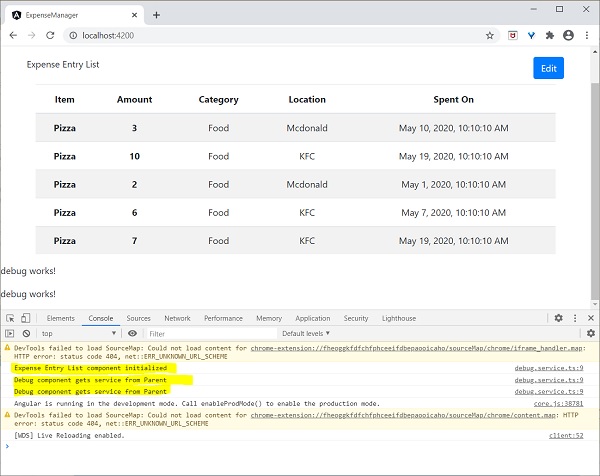 ExpenseManager
localhost:4200
Expense Entry List
Edit
Item Amount Category Location Spent On
Pizza 3 Food Mcdonald May 10, 2020, 10:10:10 AM
Pizza 10 Food KFC May 19, 2020, 10:10:10 AM
Pizza 2 Food Mcdonald May 1, 2020, 10:10:10 AM
Pizza 6 Food KFC May 7, 2020, 10:10:10 AM
Pizza 7 Food KFC May 19, 2020, 10:10:10 AM
debug works!
debug works!
Elements Console Sources Network Performance Memory Application Security Lighthouse
top Filter Default levels
DevTools failed to load SourceMap: Could not load content for chrome-extension://fheoggkfdfchfphceeifdbepaooicaho/sourceMap/chrome/iframe_handler.map:
HTTP error: status code 404, net::ERR_UNKNOWN_URL_SCHEME
Expense Entry List component initialized debug.service.ts:9
Debug component gets service from Parent debug.service.ts:9
Debug component gets service from Parent debug.service.ts:9
Angular is running in the development mode. Call enableProdMode() to enable the production mode. core.js:38781
DevTools failed to load SourceMap: Could not load content for chrome-extension://fheoggkfdfchfphceeifdbepaooicaho/sourceMap/chrome/content.map: HTTP
error: status code 404, net::ERR_UNKNOWN_URL_SCHEME
[WDS] Live Reloading enabled. client:52